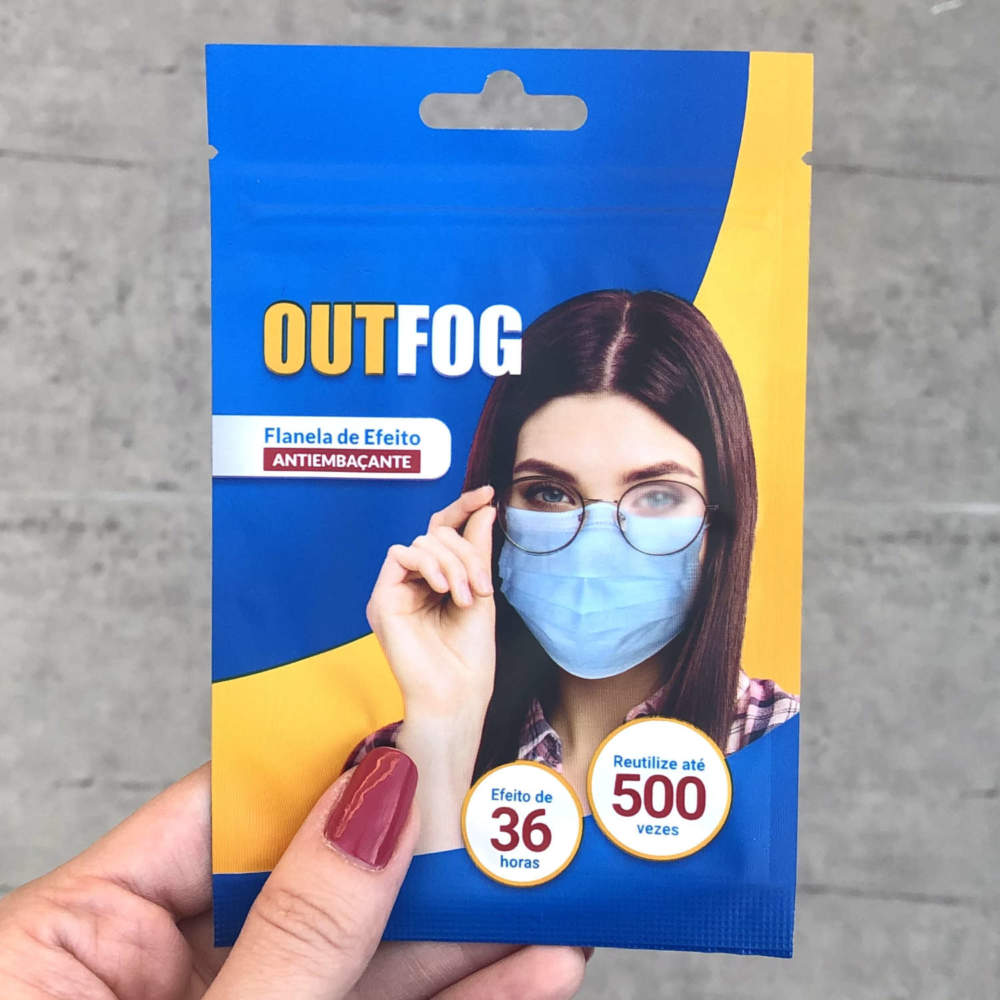 OUTFOG
Flanela de Efeito
ANTIEMBAÇANTE
Efeito de
36
horas
Reutilize até
500
vezes